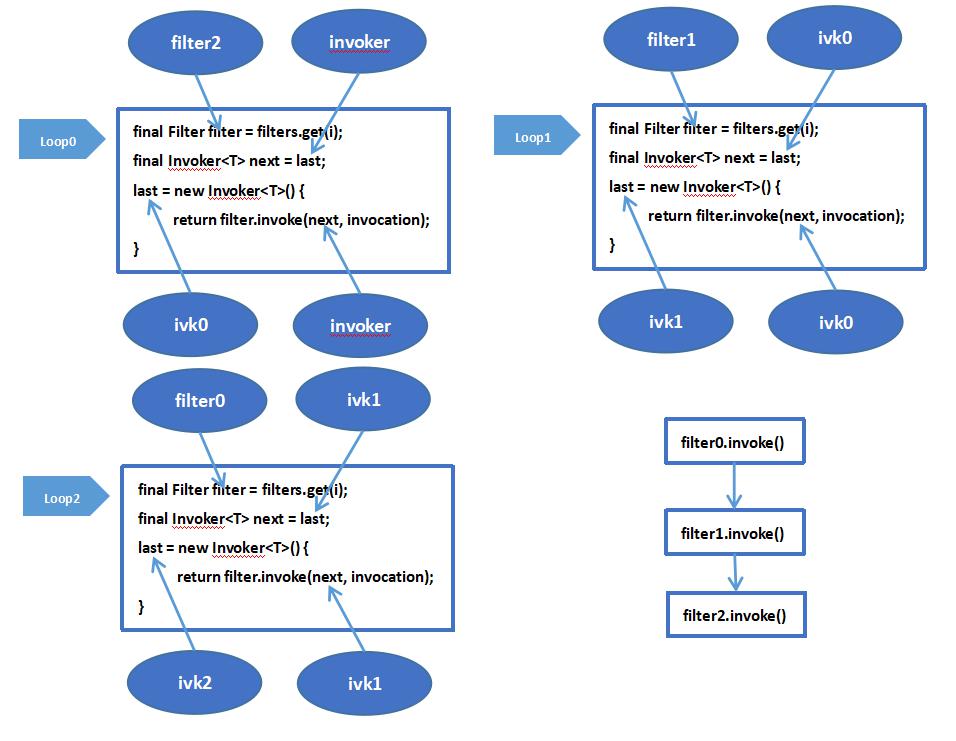 filter2
invoker
Loop0
final Filter filter = filters.get(i);
final Invoker<T> next = last;
last = new Invoker<T>() {
return filter.invoke(next, invocation);
}
ivk0
invoker
filter1
ivk0
Loop1
final Filter filter = filters.get(i);
final Invoker<T> next = last;
last = new Invoker<T>() {
return filter.invoke(next, invocation);
}
ivk1
ivk0
filter0
ivk1
Loop2
final Filter filter = filters.get(i);
final Invoker<T> next = last;
last = new Invoker<T>() {
return filter.invoke(next, invocation);
}
ivk2
ivk1
filter0.invoke()
filter1.invoke()
filter2.invoke()